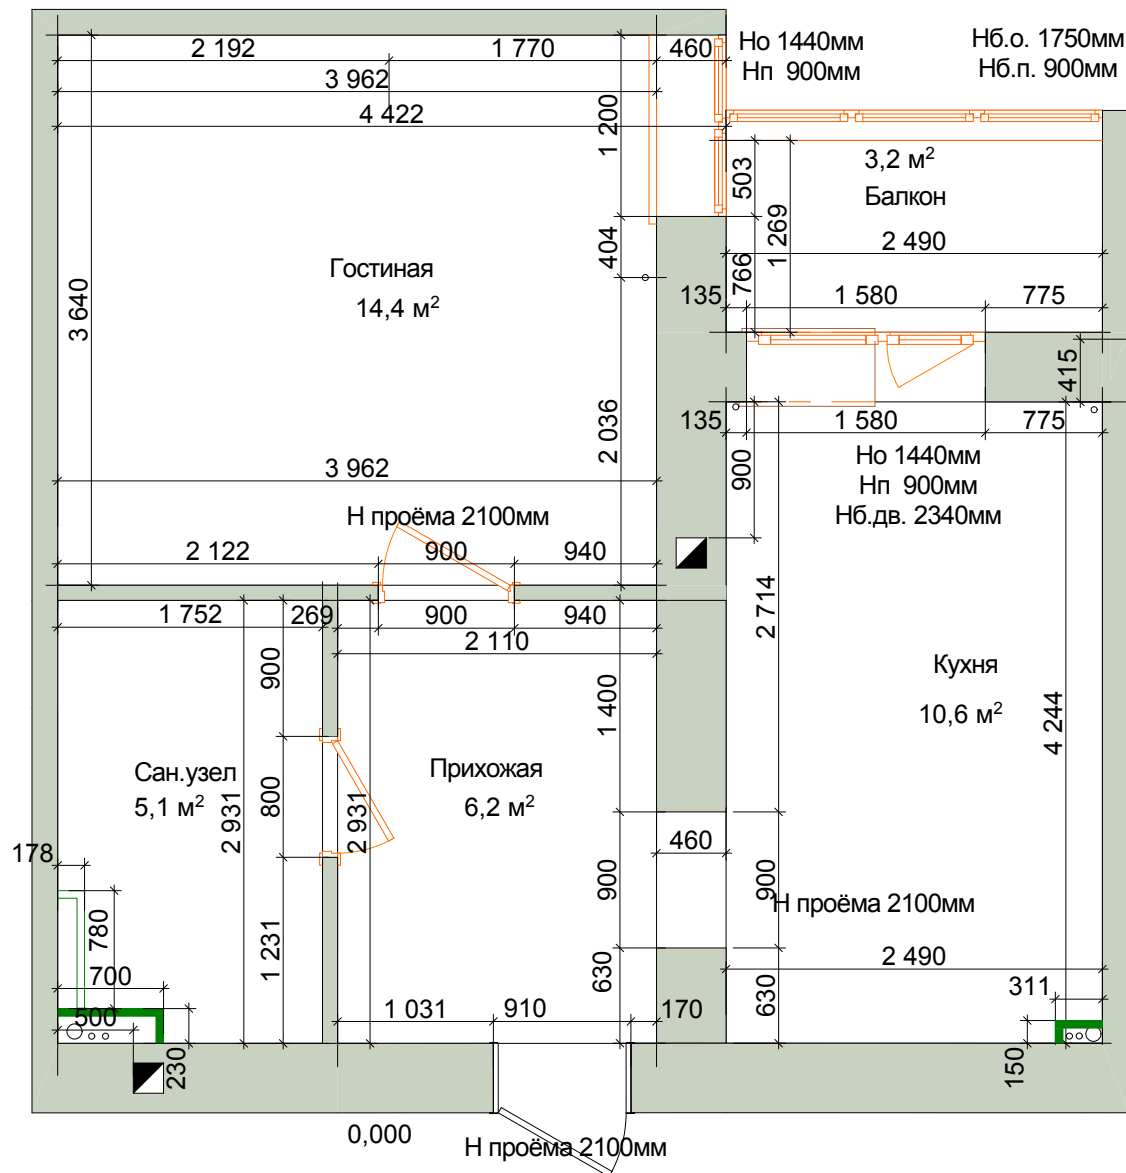 2 192
1 770
460
Но 1440мм
Нп 900мм
Нб.о. 1750мм
Нб.п. 900мм
3 962
4 422
1 200
3,2 м²
Балкон
503
1 269
766
2 490
404
Гостиная
14,4 м²
3 640
135
1 580
775
415
2 036
135
1 580
775
900
Но 1440мм
Нп 900мм
Нб.дв. 2340мм
3 962
Н проёма 2100мм
2 122
900
940
1 752
269
900
940
2 110
2 714
900
1 400
Кухня
10,6 м²
4 244
Сан.узел
5,1 м²
Прихожая
6,2 м²
2 931
800
2 931
178
460
900
900
Н проёма 2100мм
780
1 231
630
630
2 490
700
311
500
1 031
910
170
230
150
0,000
Н проёма 2100мм